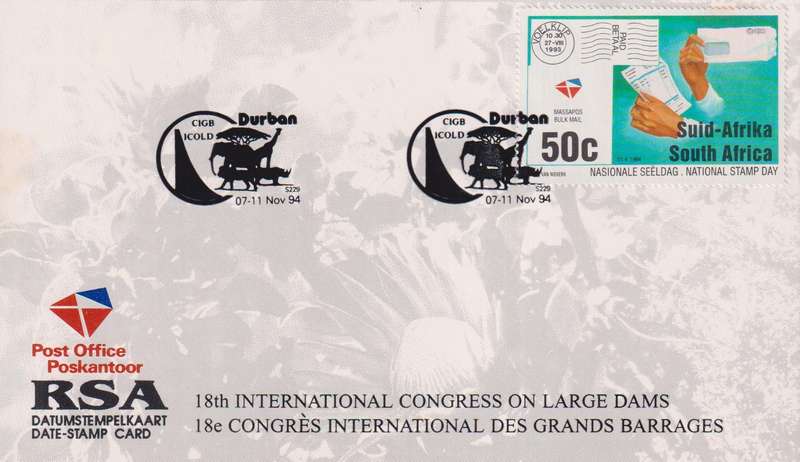 CIGB
ICOLD
Durban
S229
07-11 Nov 94
CIGB
ICOLD
Durban
S229
07-11 Nov 94
VOËLKLIP
10.30
27-VIII
1993
PAID
BETAAL
MASSAPOS
BULK MAIL
50c
Suid-Afrika
South Africa
NASIONALE SEËLDAG . NATIONAL STAMP DAY
Post Office
Poskantoor
RSA
DATUMSTEMPELKAART
DATE-STAMP CARD
18th INTERNATIONAL CONGRESS ON LARGE DAMS
18e CONGRÈS INTERNATIONAL DES GRANDS BARRAGES